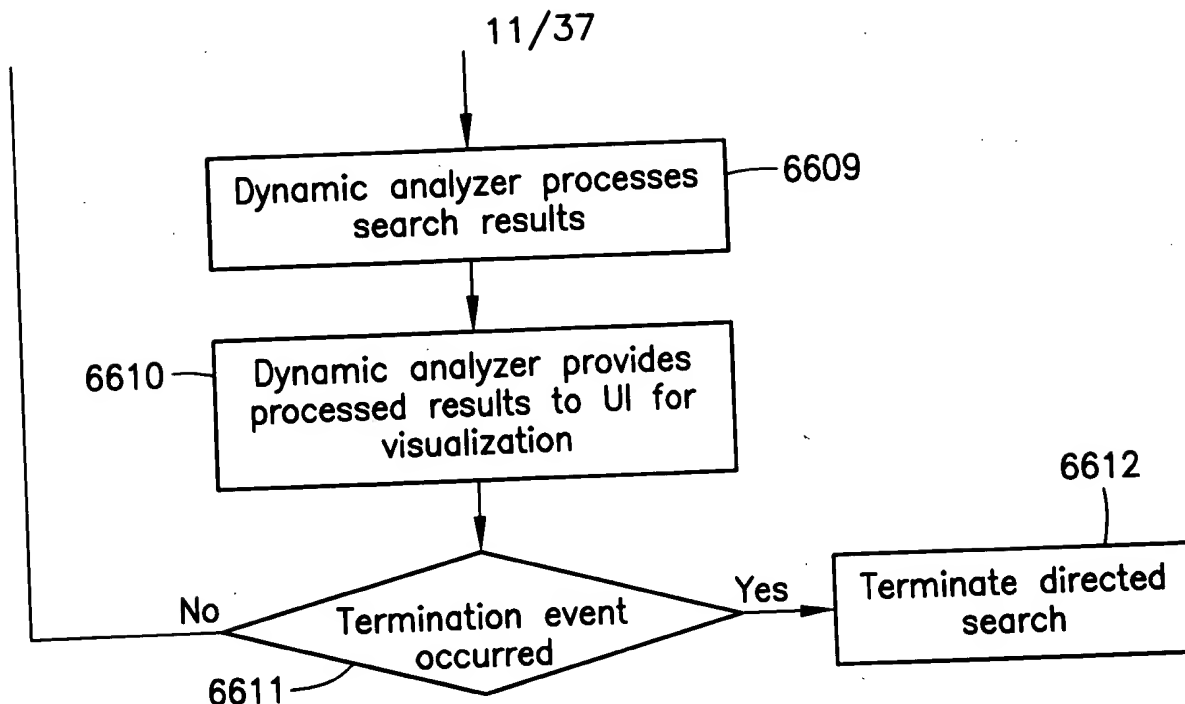 11/37
Dynamic analyzer processes
search results
6609
6610
Dynamic analyzer provides
processed results to UI for
visualization
6612
No
Termination event
occurred
Yes
Terminate directed
search
6611